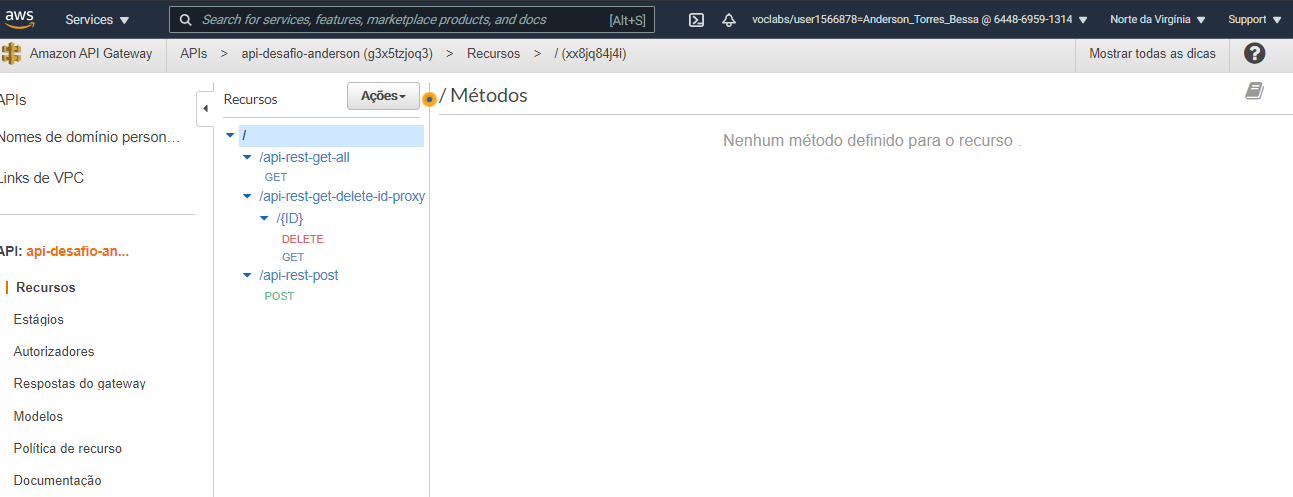 aws Services Search for services, features, marketplace products, and docs [Alt+S] voclabs/user1566878=Anderson_Torres_Bessa @ 6448-6959-1314 Norte da Virgínia Support
Amazon API Gateway APIs > api-desafio-anderson (g3x5tzjoq3) > Recursos > / (xx8jq84j4i) Mostrar todas as dicas ?
APIs
Nomes de domínio person...
Links de VPC
API: api-desafio-an...
Recursos
Estágios
Autorizadores
Respostas do gateway
Modelos
Política de recurso
Documentação
Recursos Ações
/
/api-rest-get-all
GET
/api-rest-get-delete-id-proxy
/{ID}
DELETE
GET
/api-rest-post
POST
/ Métodos
Nenhum método definido para o recurso .